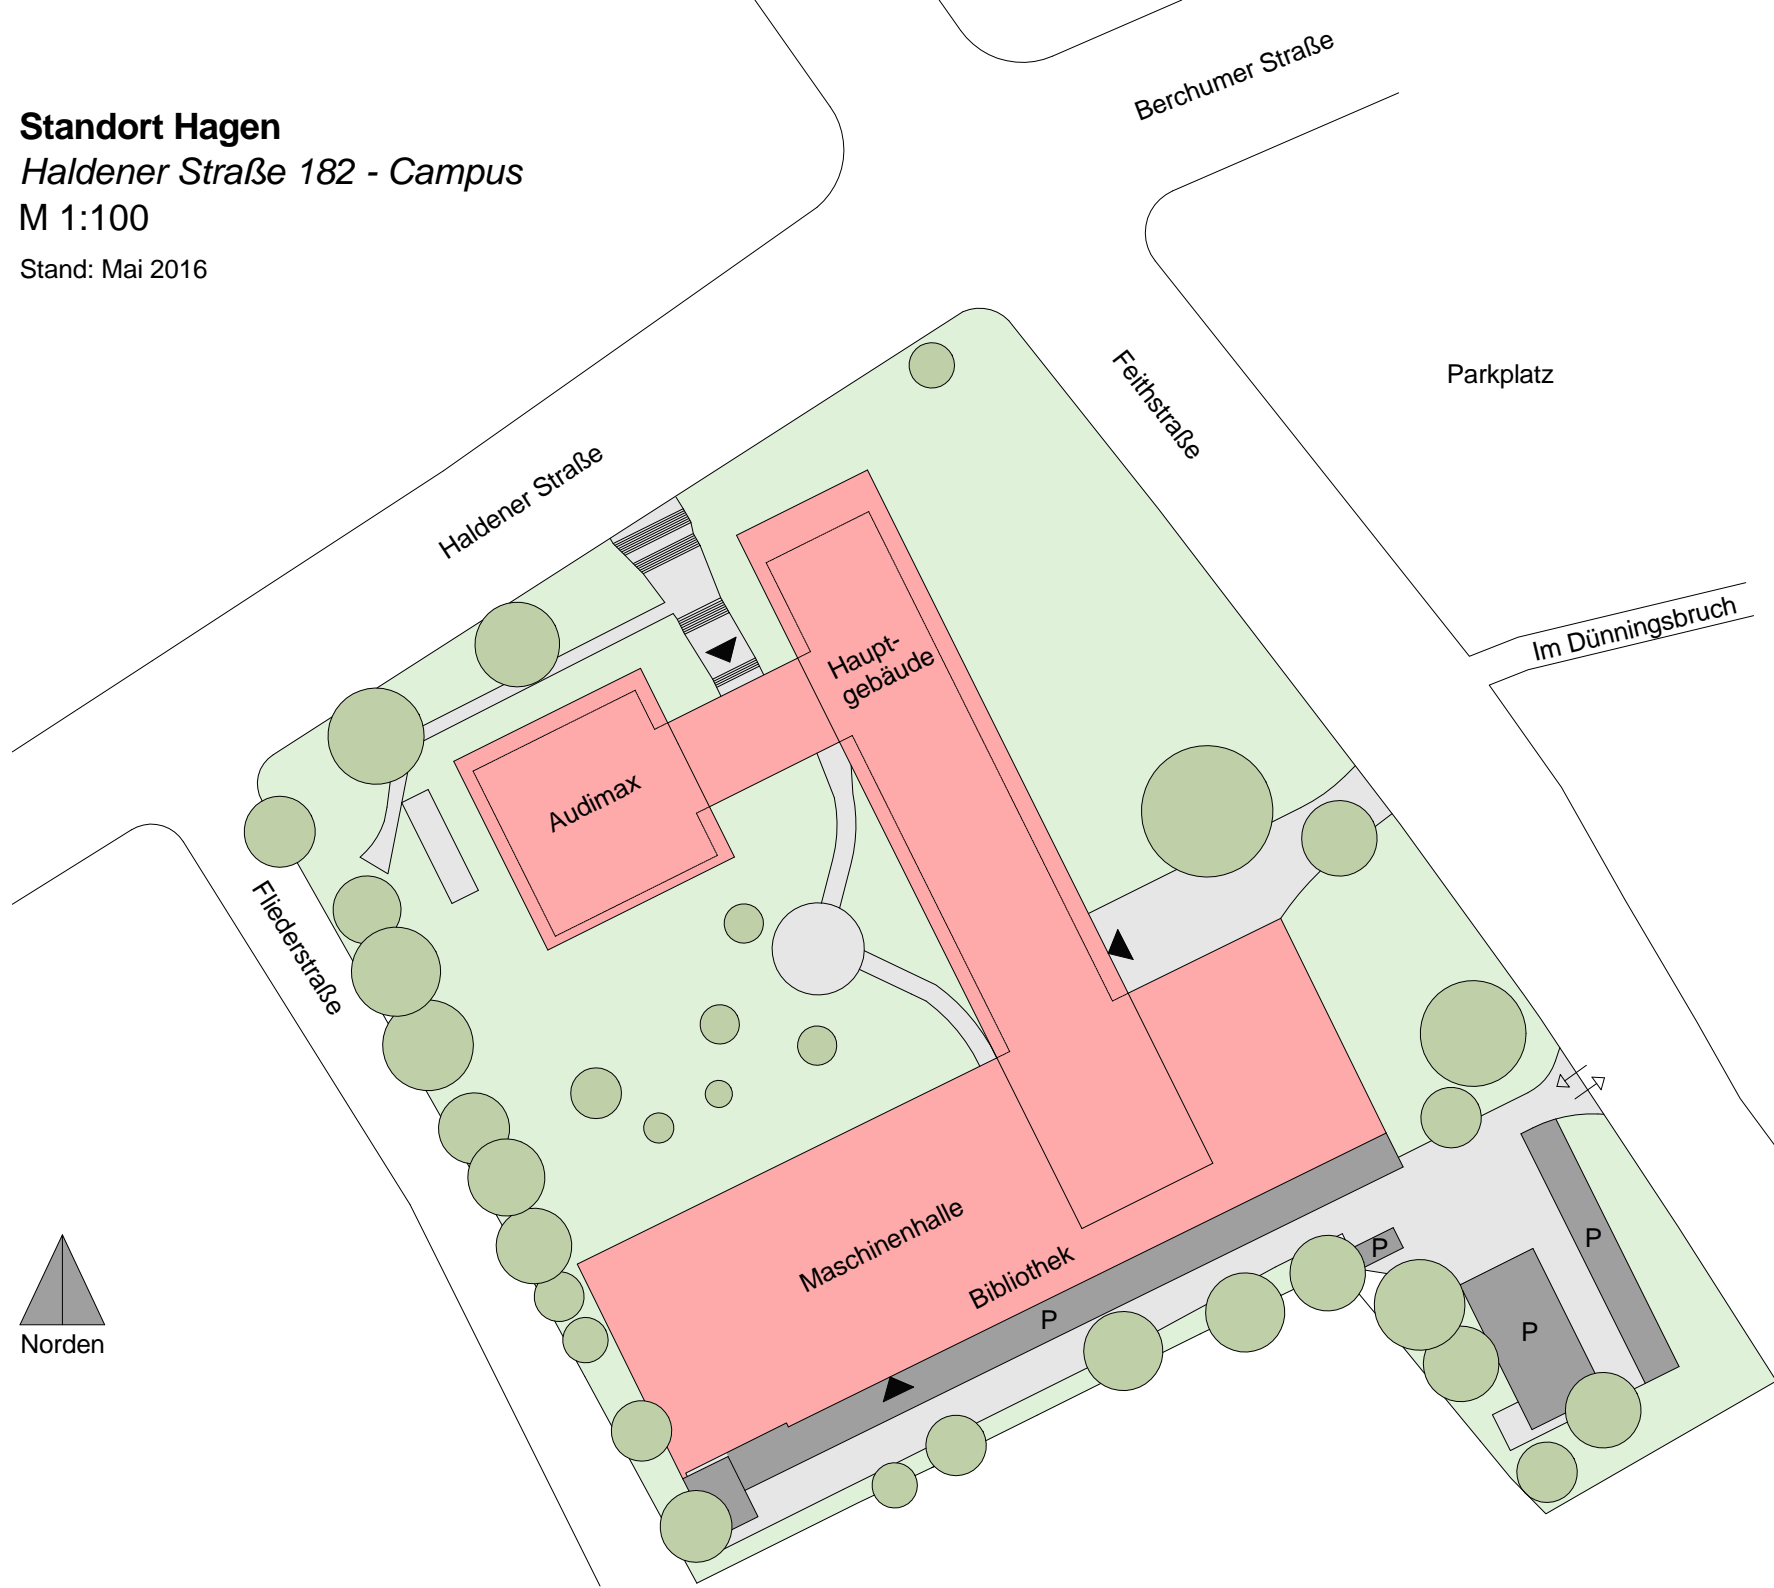 Standort Hagen
Haldener Straße 182 - Campus
M 1:100
Stand: Mai 2016
Berchumer Straße
Feithstraße
Parkplatz
Haldener Straße
Im Dünningsbruch
Haupt-
gebäude
Audimax
Fliederstraße
Maschinenhalle
Bibliothek
P
P
P
P
Norden